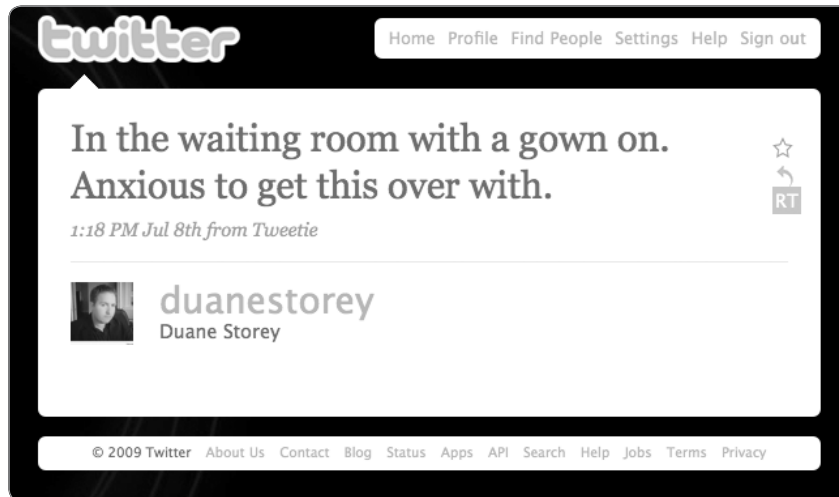 twitter
Home Profile Find People Settings Help Sign out
In the waiting room with a gown on.
Anxious to get this over with.
RT
1:18 PM Jul 8th from Tweetie
duanestorey
Duane Storey
© 2009 Twitter About Us Contact Blog Status Apps API Search Help Jobs Terms Privacy